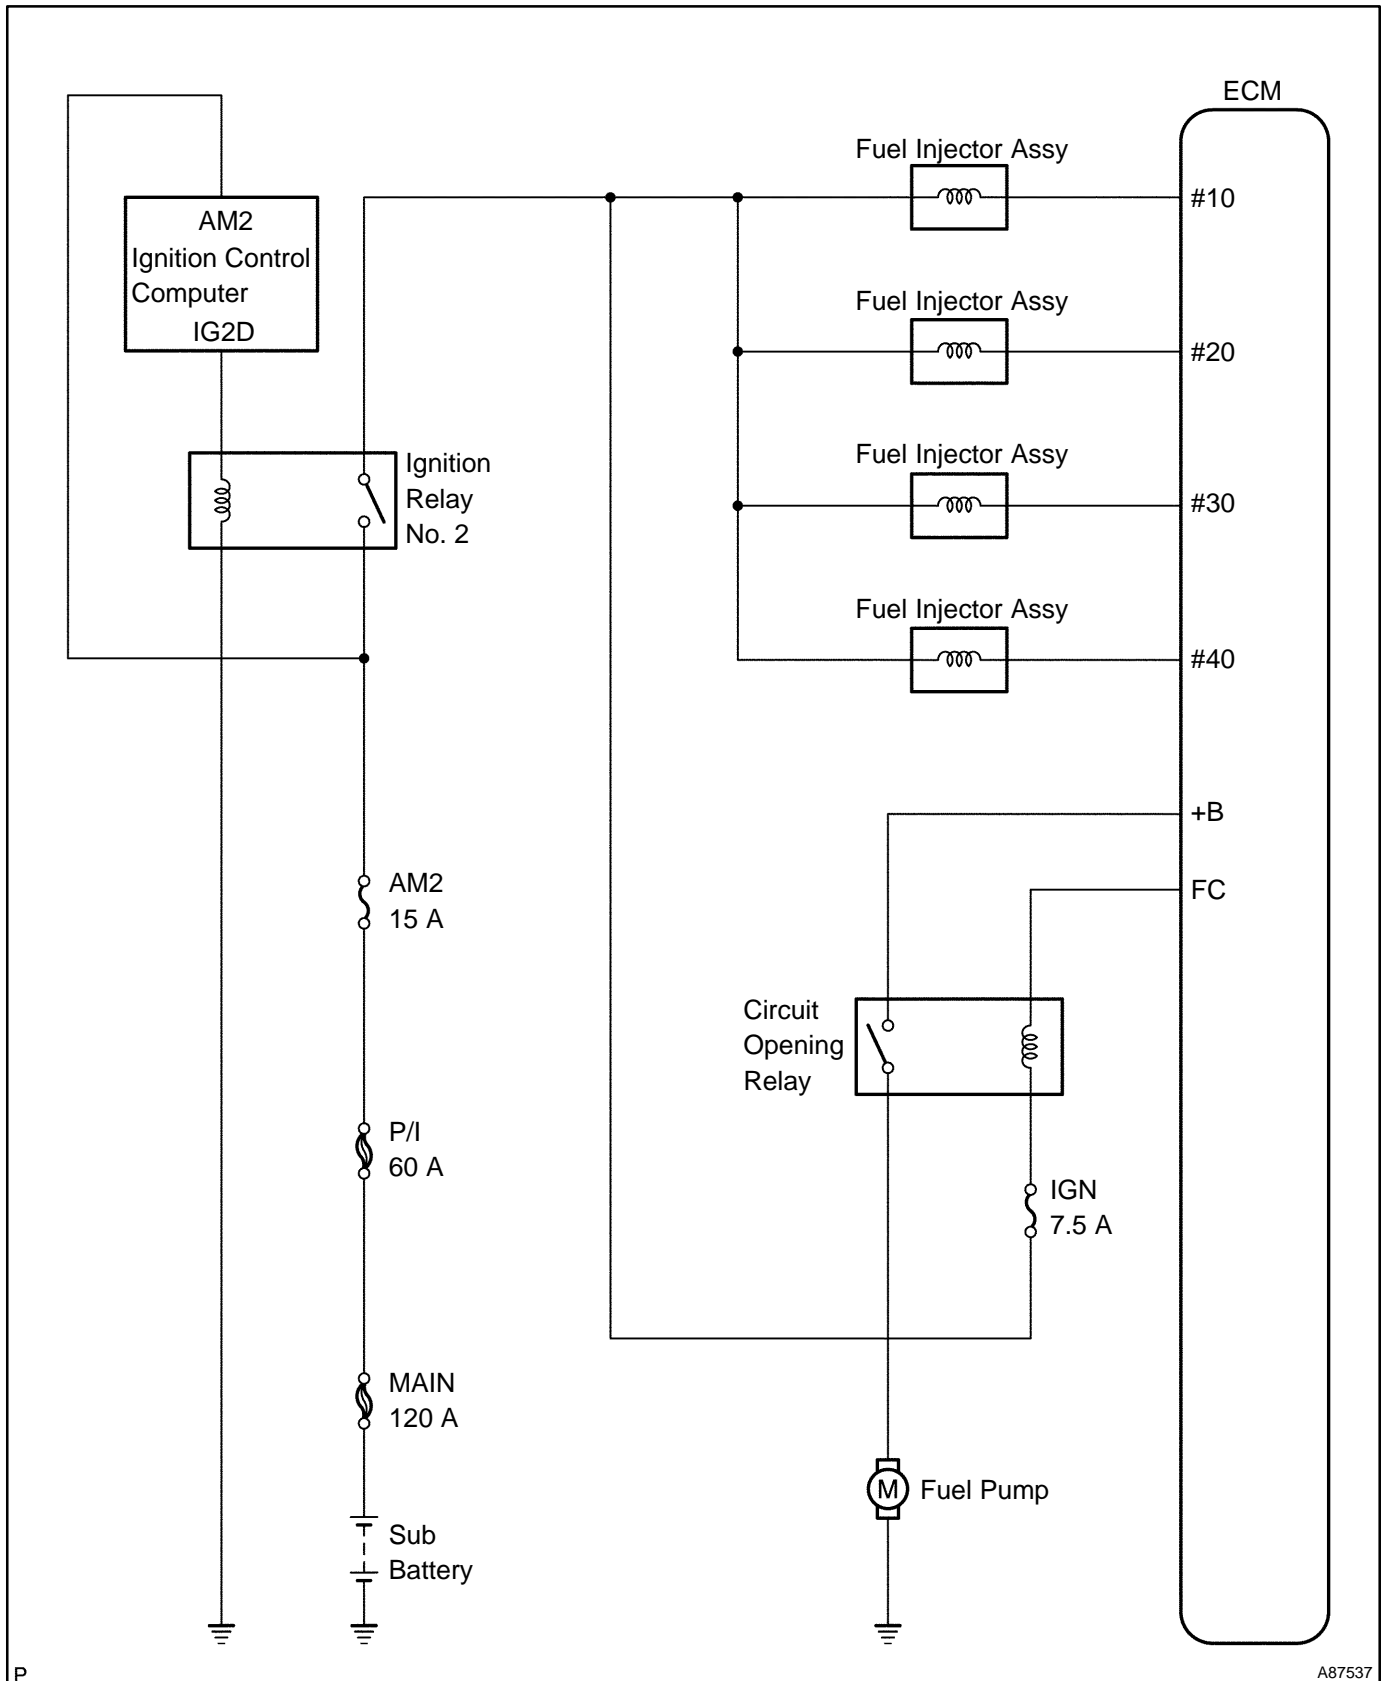 ECM
Fuel Injector Assy
#10
AM2
Ignition Control
Computer
IG2D
Fuel Injector Assy
#20
Ignition
Relay
No. 2
Fuel Injector Assy
#30
Fuel Injector Assy
#40
+B
FC
AM2
15 A
Circuit
Opening
Relay
P/I
60 A
IGN
7.5 A
MAIN
120 A
M
Fuel Pump
Sub
Battery
P
A87537